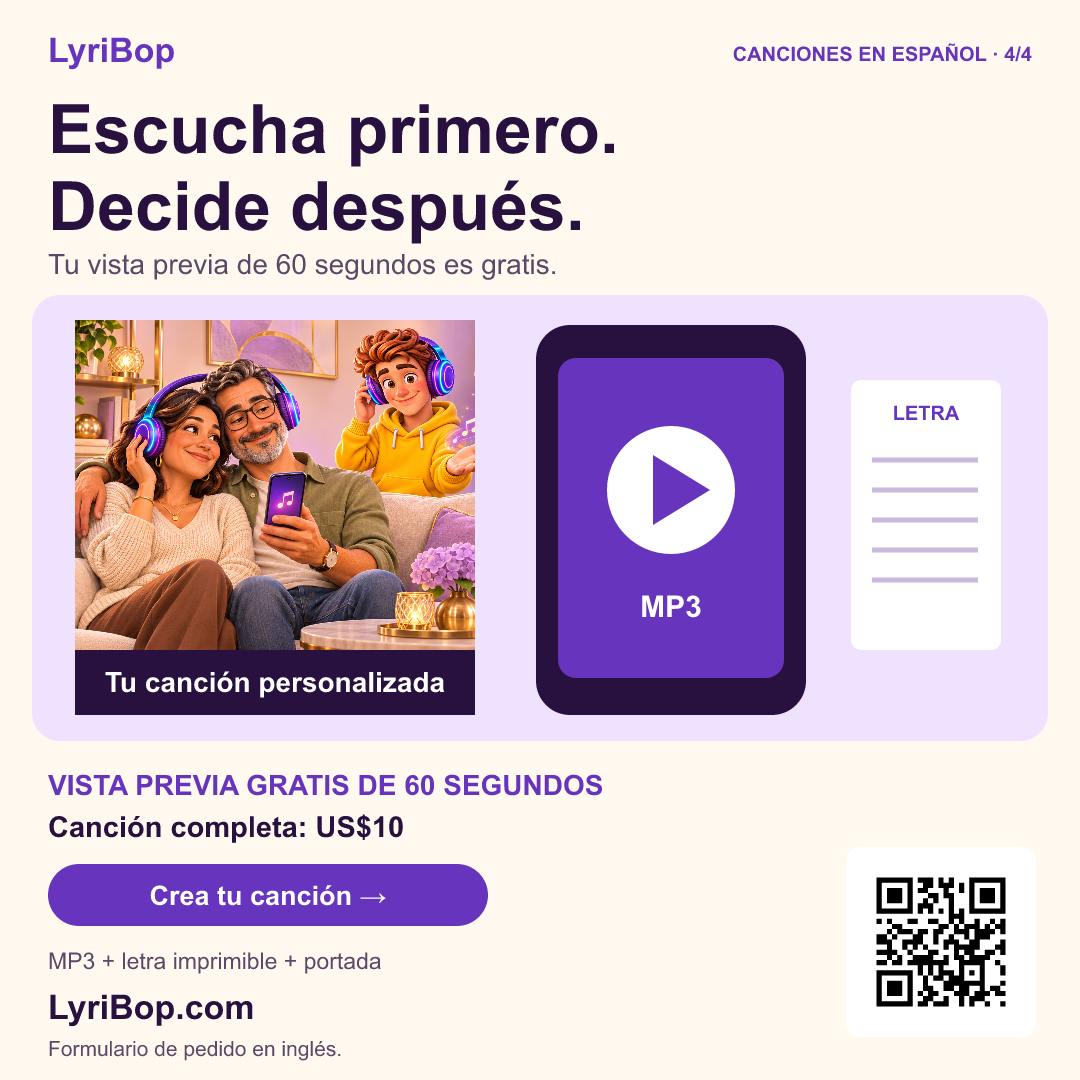 LyriBop
CANCIONES EN ESPAÑOL · 4/4
Escucha primero.
Decide después.
Tu vista previa de 60 segundos es gratis.
Tu canción personalizada
MP3
LETRA
VISTA PREVIA GRATIS DE 60 SEGUNDOS
Canción completa: US$10
Crea tu canción →
MP3 + letra imprimible + portada
LyriBop.com
Formulario de pedido en inglés.